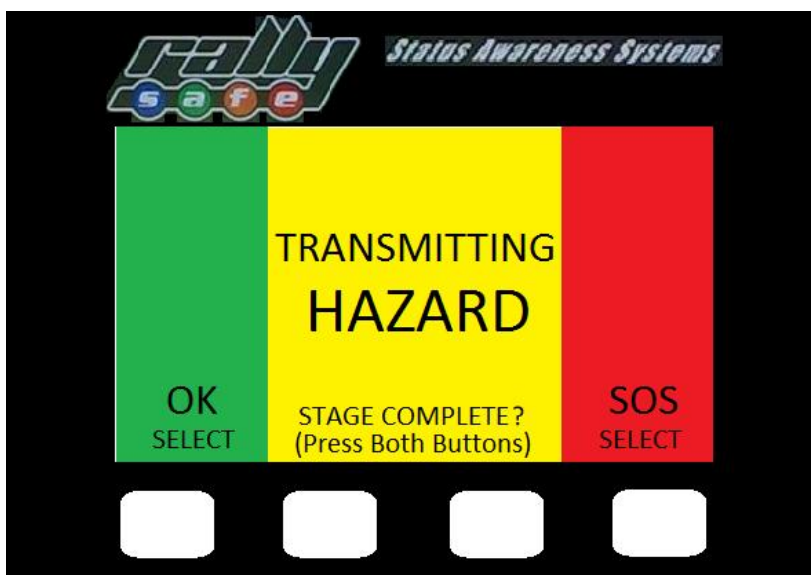 rally
safe
Status Awareness Systems
TRANSMITTING
HAZARD
OK
SELECT
STAGE COMPLETE?
(Press Both Buttons)
SOS
SELECT